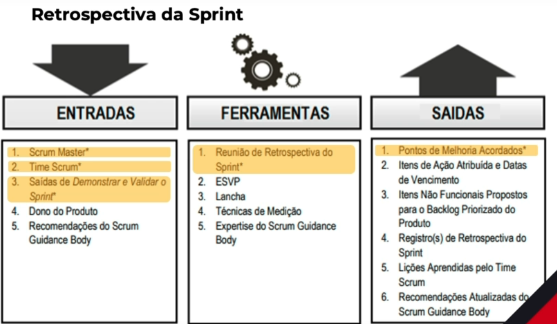 Retrospectiva da Sprint
ENTRADAS
1. Scrum Master*
2. Time Scrum*
3. Saídas de Demonstrar e Validar o
Sprint*
4. Dono do Produto
5. Recomendações do Scrum
Guidance Body
FERRAMENTAS
1. Reunião de Retrospectiva do
Sprint*
2. ESVP
3. Lancha
4. Técnicas de Medição
5. Expertise do Scrum Guidance
Body
SAIDAS
1. Pontos de Melhoria Acordados*
2. Itens de Ação Atribuída e Datas
de Vencimento
3. Itens Não Funcionais Propostos
para o Backlog Priorizado do
Produto
4. Registro(s) de Retrospectiva do
Sprint
5. Lições Aprendidas pelo Time
Scrum
6. Recomendações Atualizadas do
Scrum Guidance Body